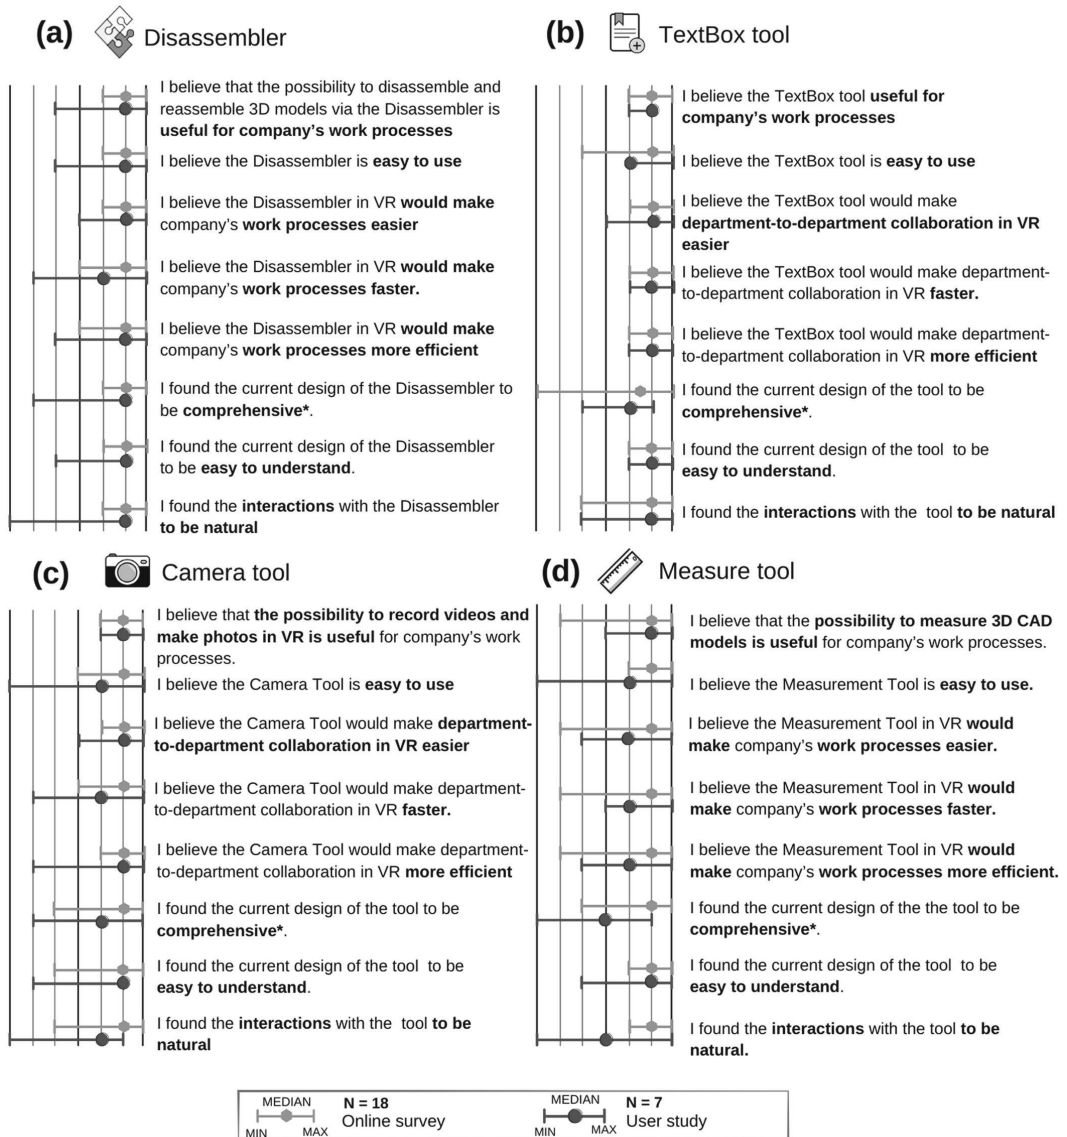 (a) Disassembler
I believe that the possibility to disassemble and
reassemble 3D models via the Disassembler is
useful for company's work processes
I believe the Disassembler is easy to use
I believe the Disassembler in VR would make
company's work processes easier
I believe the Disassembler in VR would make
company's work processes faster.
I believe the Disassembler in VR would make
company's work processes more efficient
I found the current design of the Disassembler to
be comprehensive*.
I found the current design of the Disassembler
to be easy to understand.
I found the interactions with the Disassembler
to be natural
(b) TextBox tool
I believe the TextBox tool useful for
company's work processes
I believe the TextBox tool is easy to use
I believe the TextBox tool would make
department-to-department collaboration in VR
easier
I believe the TextBox tool would make department-
to-department collaboration in VR faster.
I believe the TextBox tool would make department-
to-department collaboration in VR more efficient
I found the current design of the tool to be
comprehensive*.
I found the current design of the tool to be
easy to understand.
I found the interactions with the tool to be natural
(c) Camera tool
I believe that the possibility to record videos and
make photos in VR is useful for company's work
processes.
I believe the Camera Tool is easy to use
I believe the Camera Tool would make department-
to-department collaboration in VR easier
I believe the Camera Tool would make department-
to-department collaboration in VR faster.
I believe the Camera Tool would make department-
to-department collaboration in VR more efficient
I found the current design of the tool to be
comprehensive*.
I found the current design of the tool to be
easy to understand.
I found the interactions with the tool to be
natural
(d) Measure tool
I believe that the possibility to measure 3D CAD
models is useful for company's work processes.
I believe the Measurement Tool is easy to use.
I believe the Measurement Tool in VR would
make company's work processes easier.
I believe the Measurement Tool in VR would
make company's work processes faster.
I believe the Measurement Tool in VR would
make company's work processes more efficient.
I found the current design of the the tool to be
comprehensive*.
I found the current design of the tool to be
easy to understand.
I found the interactions with the tool to be
natural.
MEDIAN N = 18
Online survey
MIN MAX
MEDIAN N = 7
User study
MIN MAX